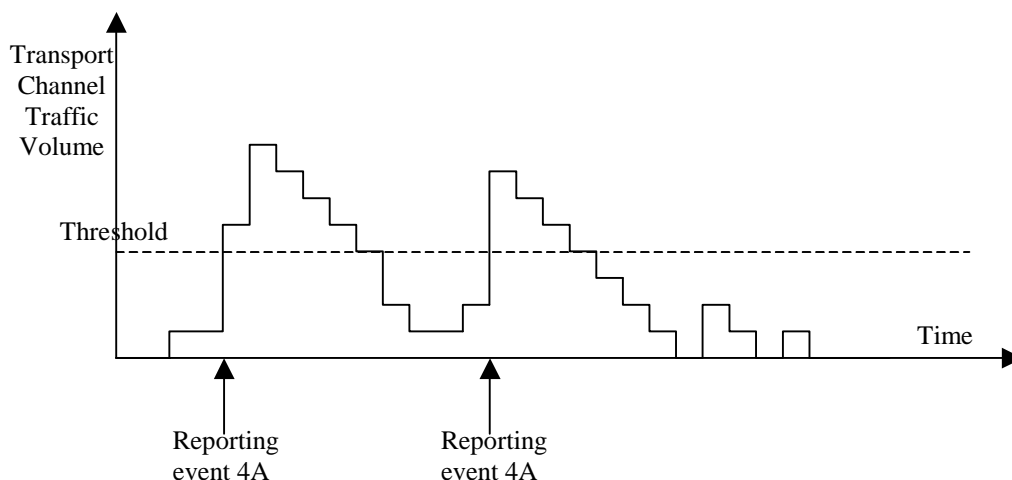 Transport
Channel
Traffic
Volume
Threshold
Time
Reporting
event 4A
Reporting
event 4A